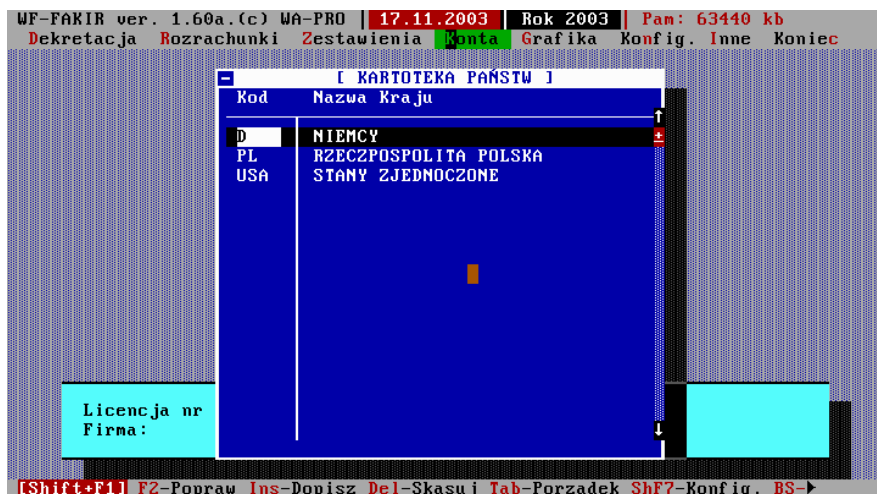 WF-FAKIR ver. 1.60a.(c) WA-PRO | 17.11.2003 | Rok 2003 | Pam: 63440 kb
Dekretacja Rozrachunki Zestawienia Konta Grafika Konfig. Inne Koniec
[ KARTOTEKA PAŃSTW ]
Kod Nazwa Kraju
D NIEMCY
PL RZECZPOSPOLITA POLSKA
USA STANY ZJEDNOCZONE
Licencja nr
Firma:
[Shift+F1] F2-Popraw Ins-Dopisz Del-Skasuj Tab-Porzadek ShF7-Konfig. BS-